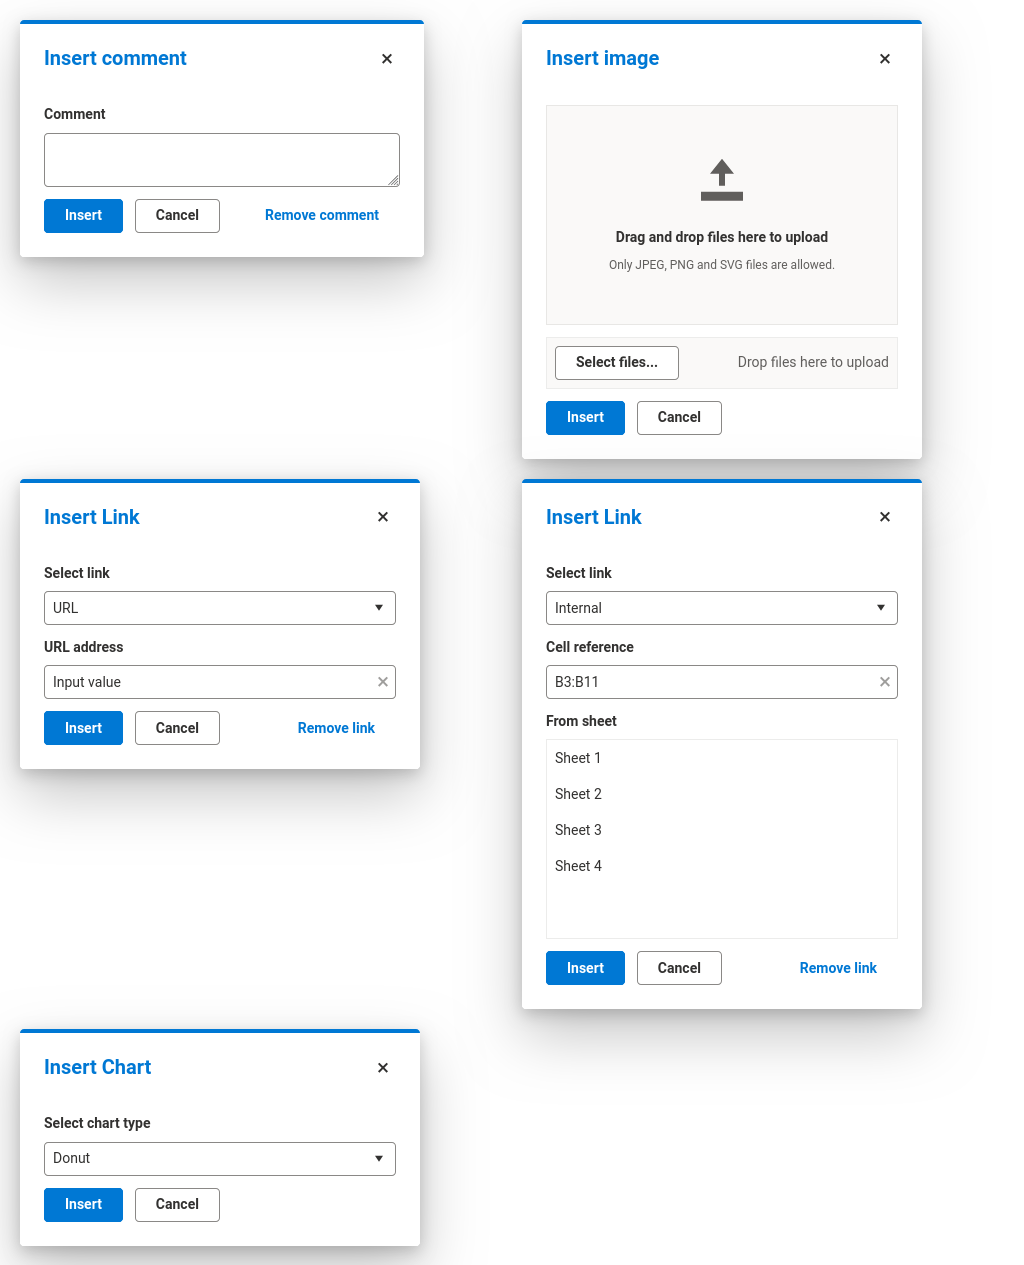 Insert comment
Comment
Insert
Cancel
Remove comment
Insert image
Drag and drop files here to upload
Only JPEG, PNG and SVG files are allowed.
Select files...
Drop files here to upload
Insert
Cancel
Insert Link
Select link
URL
URL address
Input value
Insert
Cancel
Remove link
Insert Link
Select link
Internal
Cell reference
B3:B11
From sheet
Sheet 1
Sheet 2
Sheet 3
Sheet 4
Insert
Cancel
Remove link
Insert Chart
Select chart type
Donut
Insert
Cancel